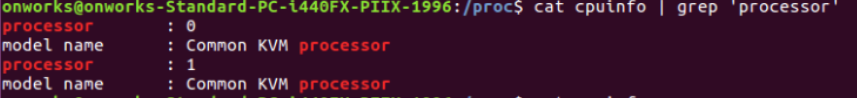 onworks@onworks-Standard-PC-i440FX-PIIX-1996:/proc$ cat cpuinfo | grep 'processor'
processor       : 0
model name      : Common KVM processor
processor       : 1
model name      : Common KVM processor